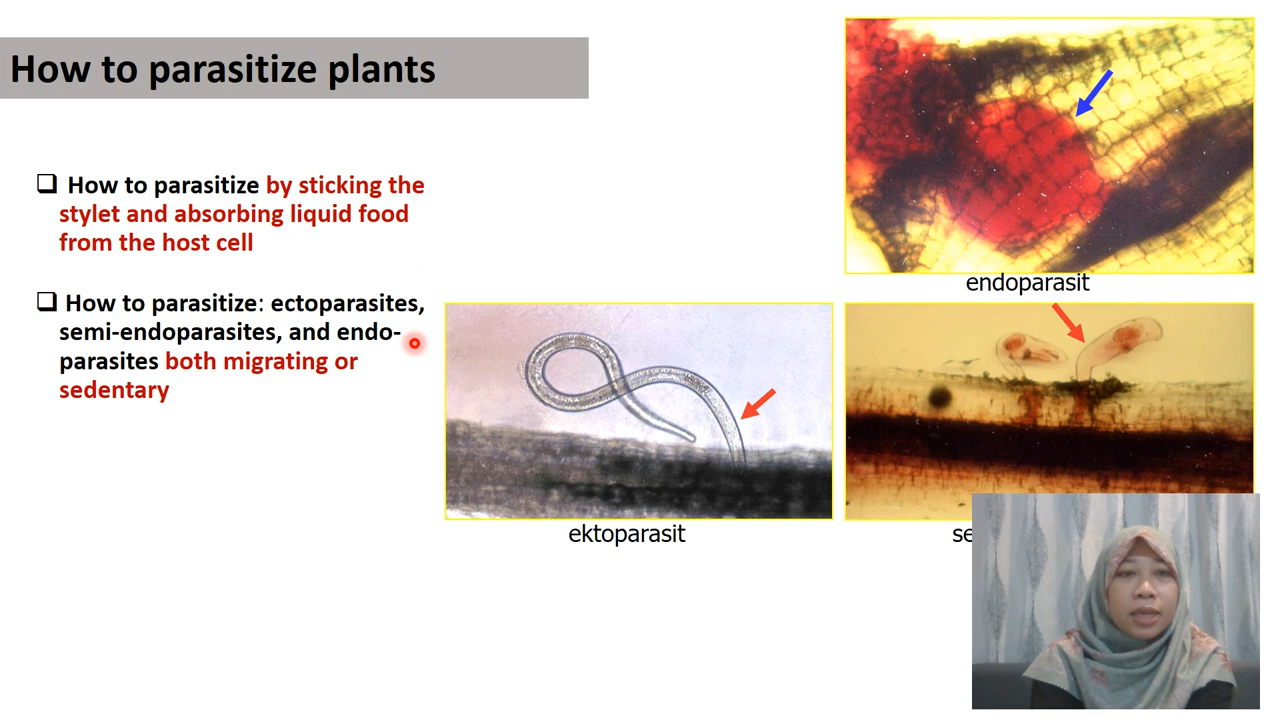 How to parasitize plants
How to parasitize by sticking the
stylet and absorbing liquid food
from the host cell
How to parasitize: ectoparasites,
semi-endoparasites, and endo-
parasites both migrating or
sedentary
endoparasit
ektoparasit